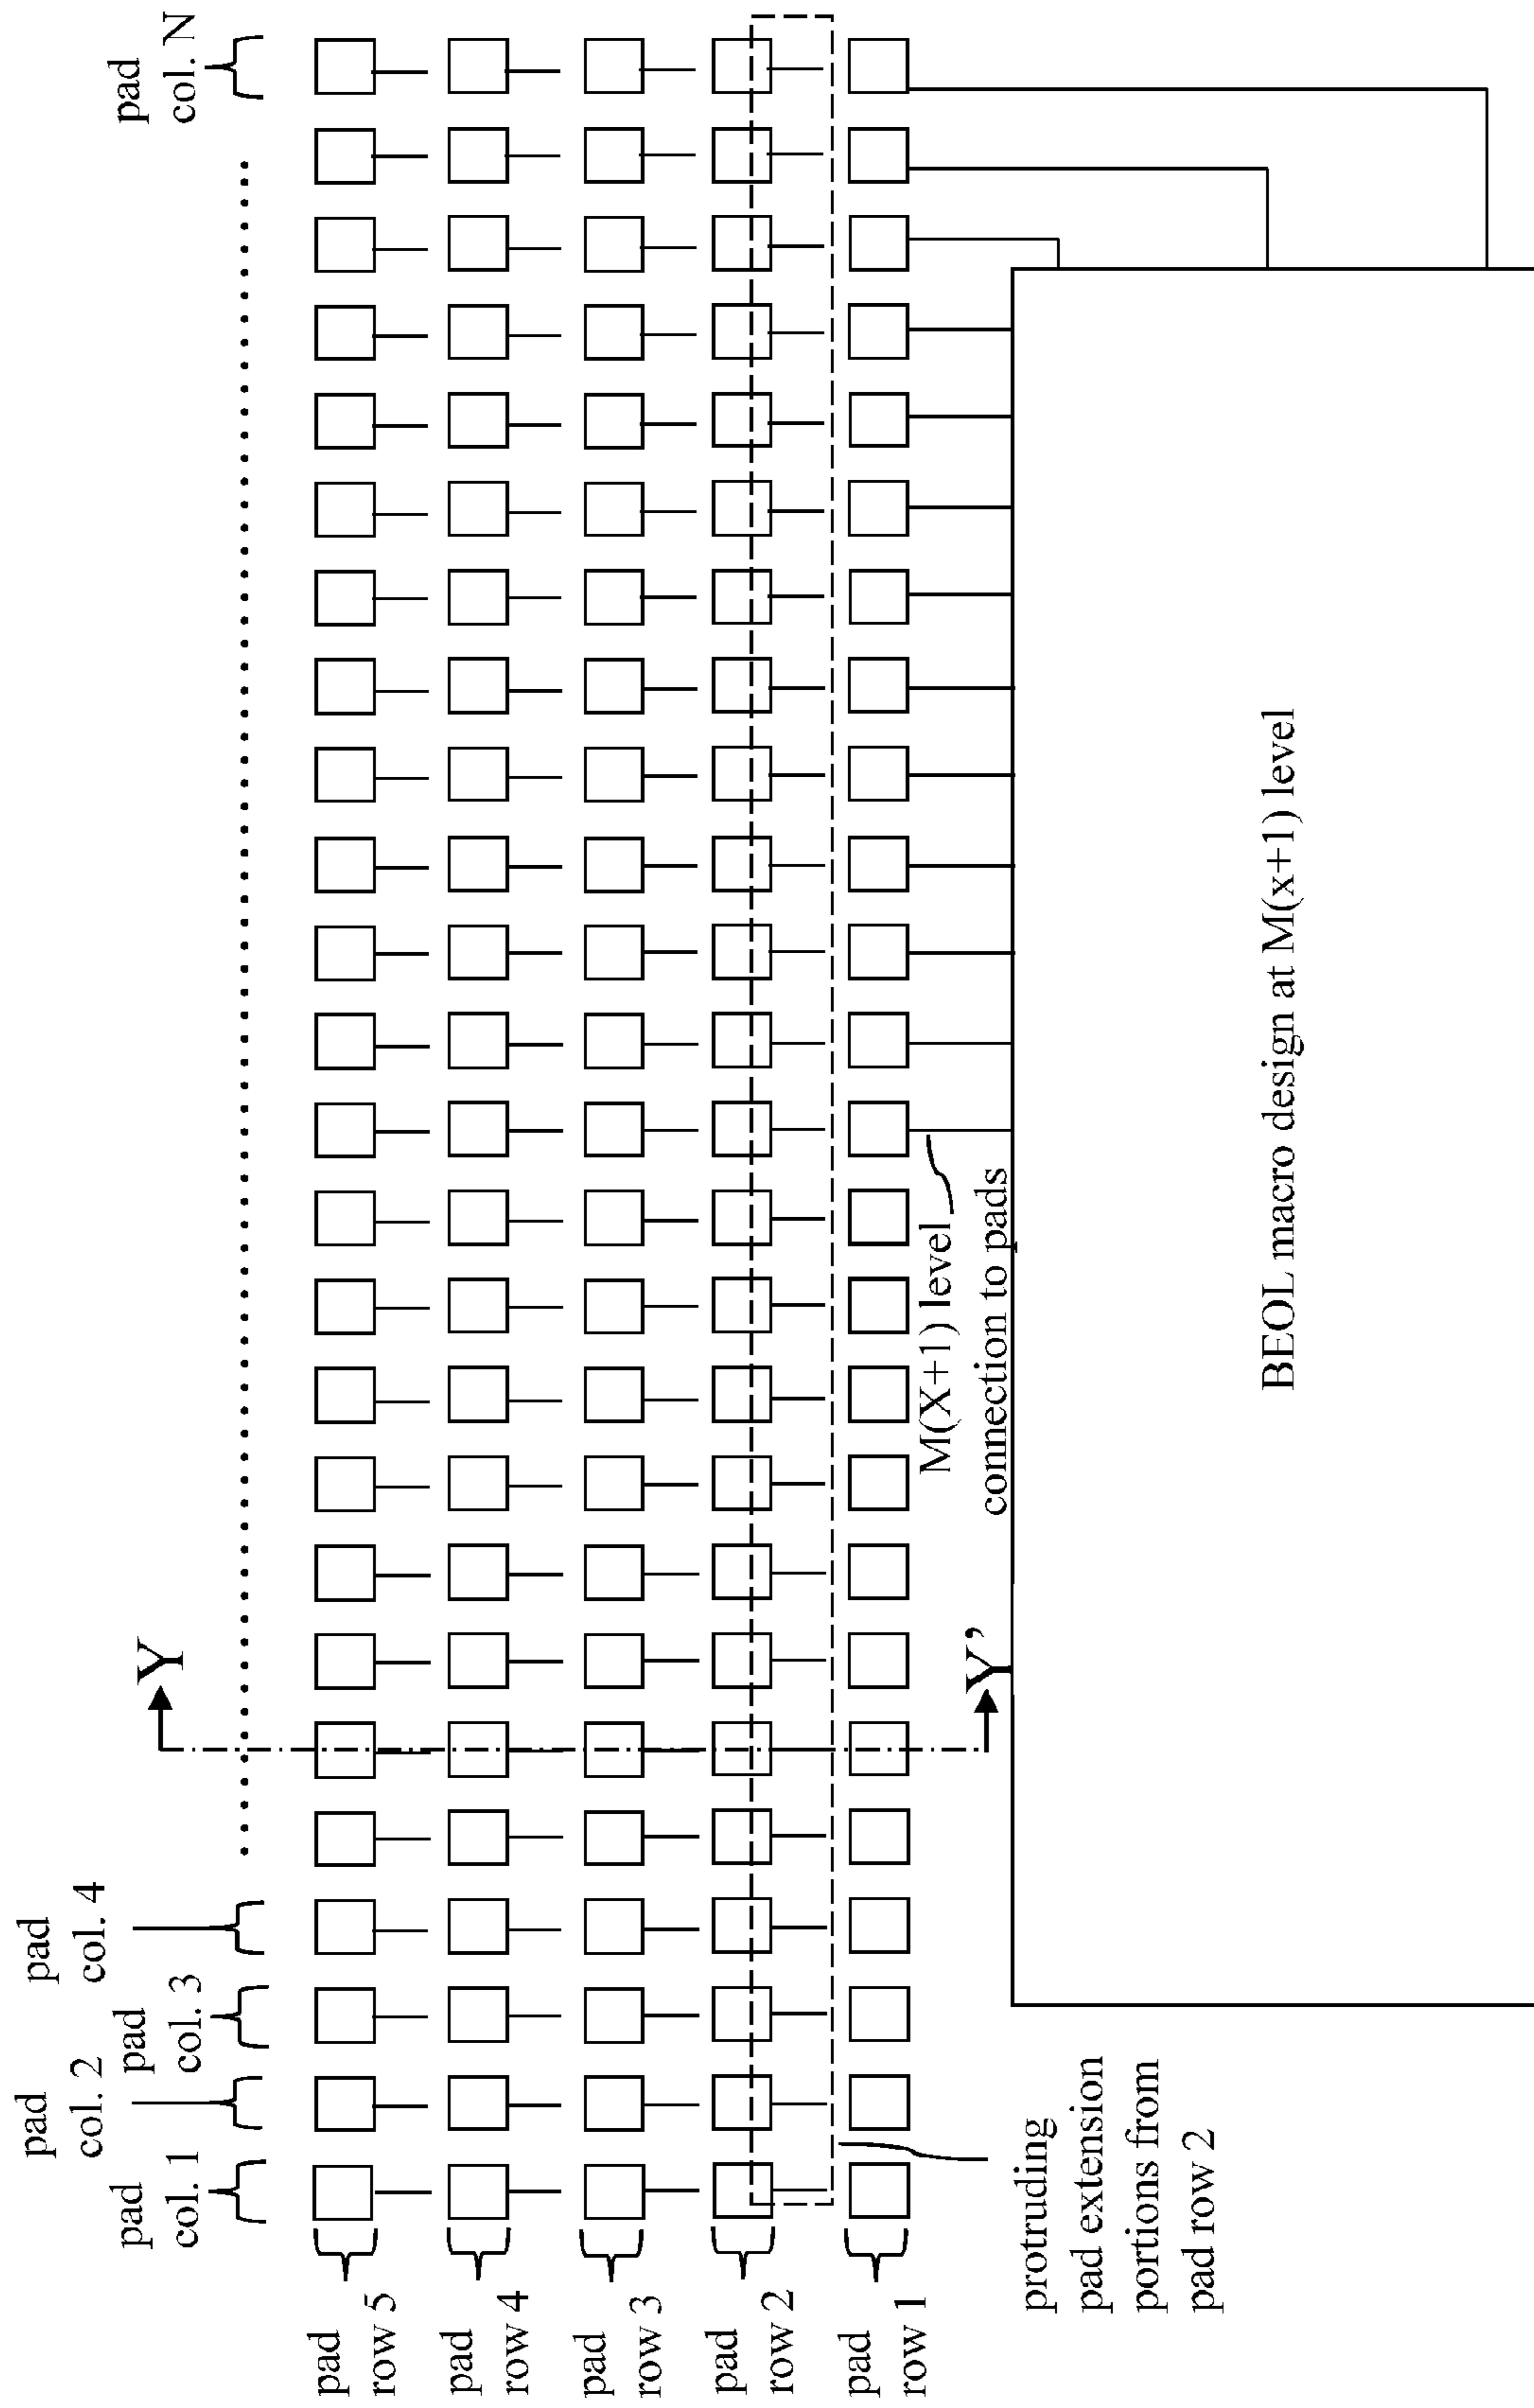 pad
col. 1
pad
col. 2
pad
col. 3
pad
col. 4
pad
col. N
Y
pad
row 5
pad
row 4
pad
row 3
pad
row 2
pad
row 1
Y’
M(X+1) level
connection to pads
protruding
pad extension
portions from
pad row 2
BEOL macro design at M(x+1) level